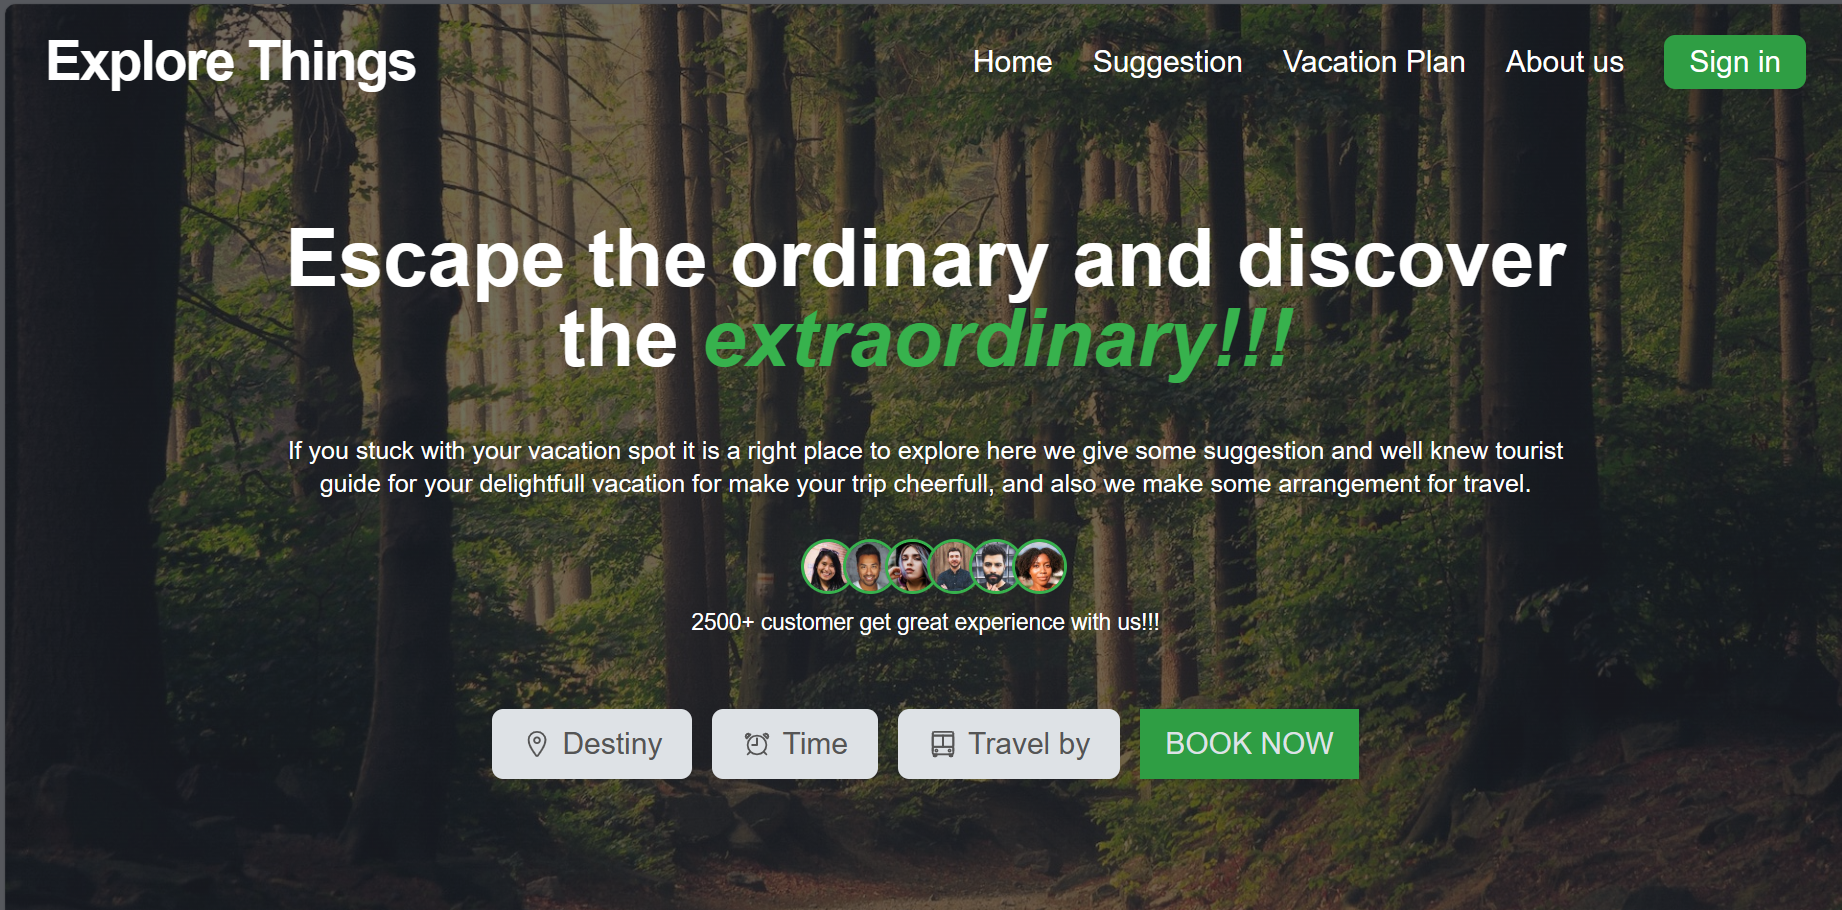 Explore Things
Home Suggestion Vacation Plan About us Sign in
Escape the ordinary and discover
the extraordinary!!!
If you stuck with your vacation spot it is a right place to explore here we give some suggestion and well knew tourist
guide for your delightfull vacation for make your trip cheerfull, and also we make some arrangement for travel.
2500+ customer get great experience with us!!!
Destiny Time Travel by BOOK NOW